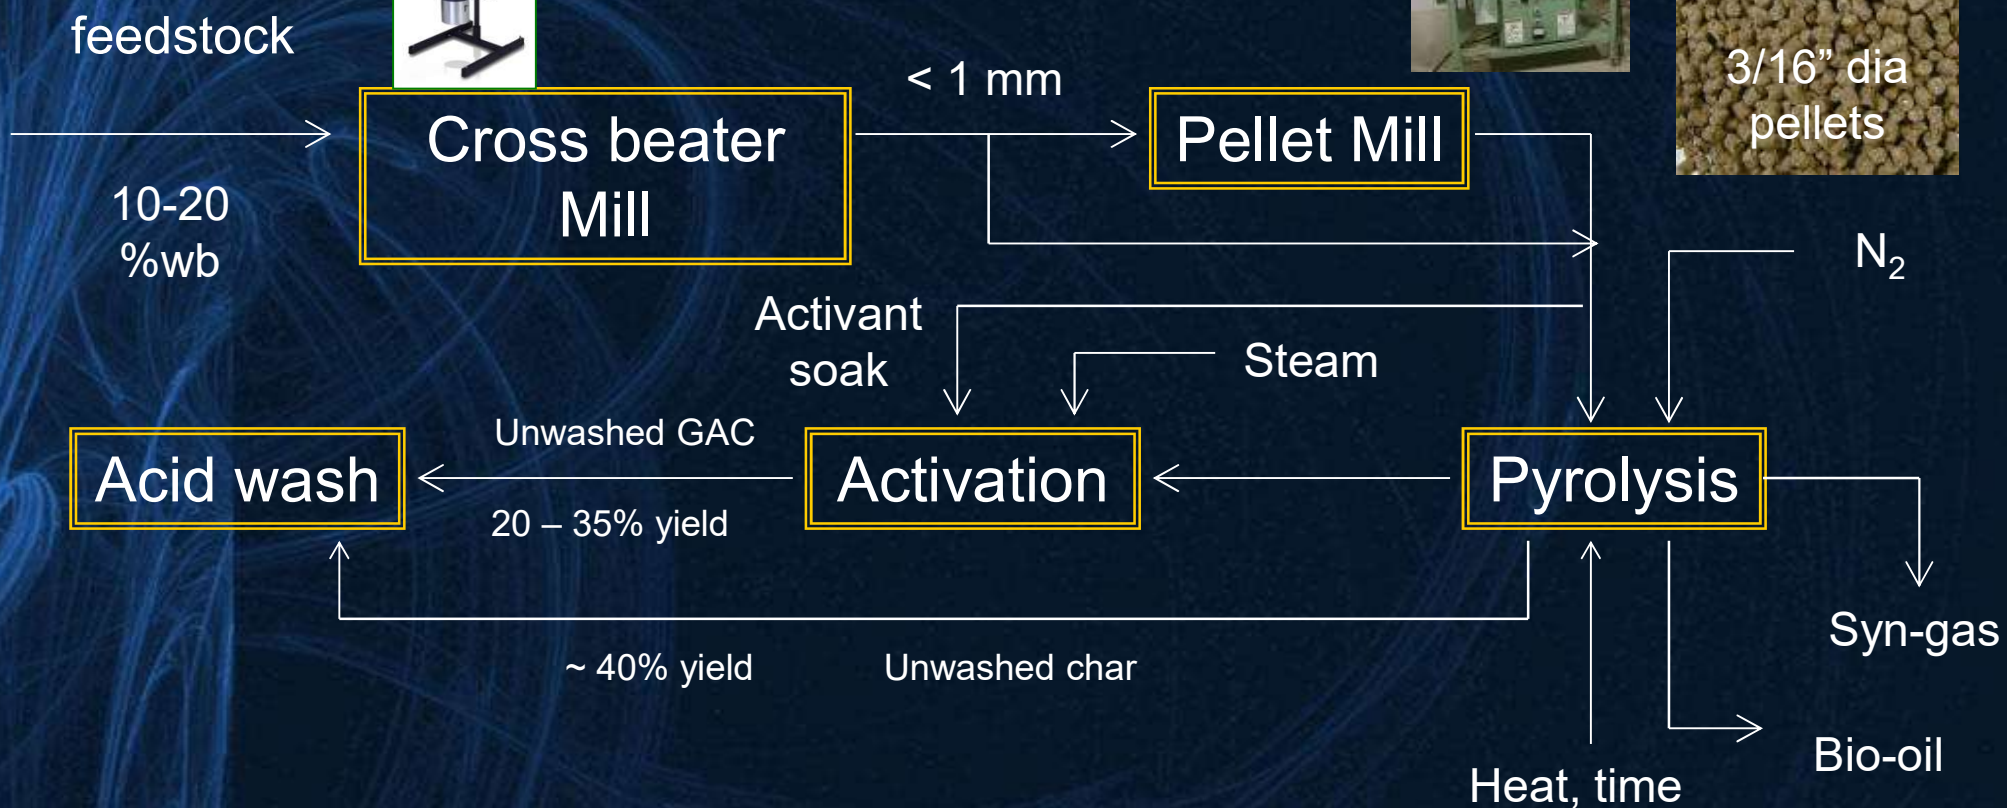 feedstock
< 1 mm
3/16” dia
pellets
Cross beater
Mill
Pellet Mill
10-20
%wb
N₂
Activant
soak
Steam
Unwashed GAC
Acid wash
Activation
Pyrolysis
20 – 35% yield
~ 40% yield
Unwashed char
Syn-gas
Bio-oil
Heat, time